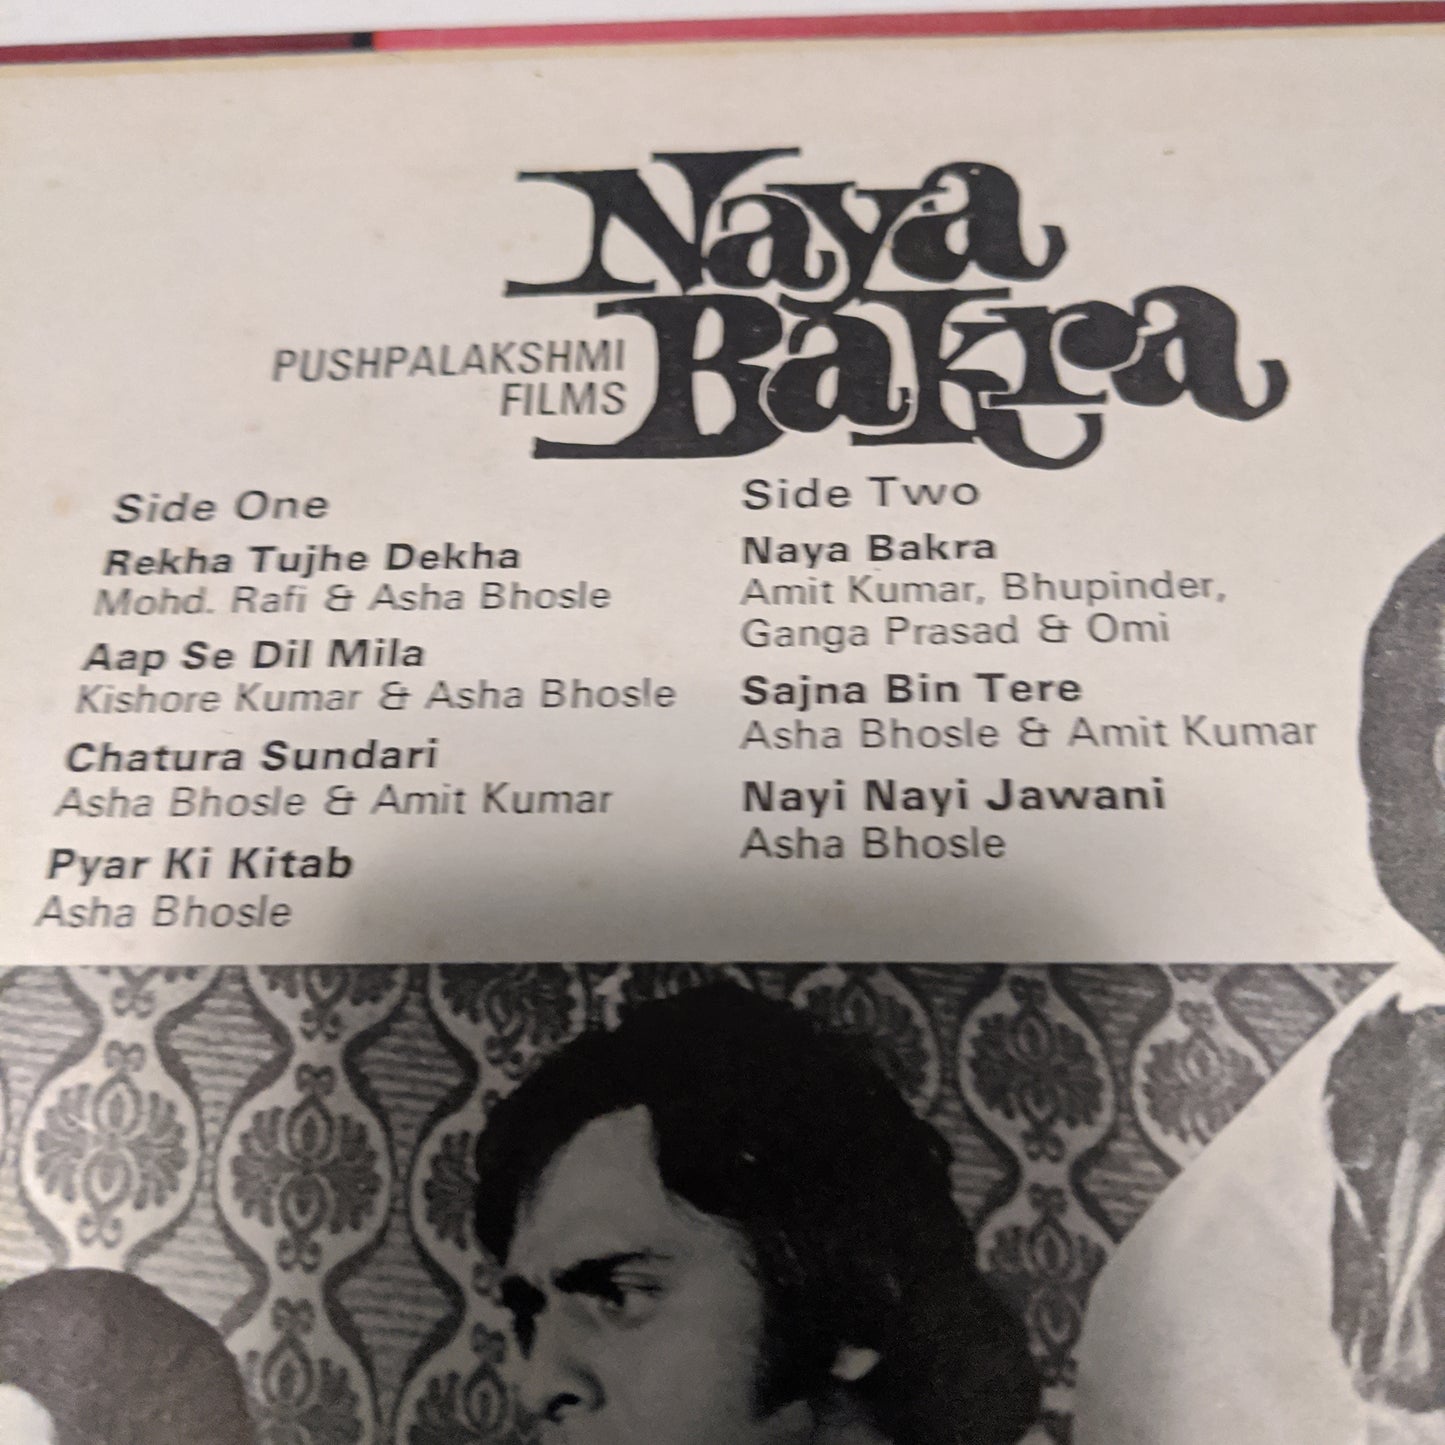 Naya
Bakra
PUSHPALAKSHMI
FILMS
Side One
Rekha Tujhe Dekha
Mohd. Rafi & Asha Bhosle
Aap Se Dil Mila
Kishore Kumar & Asha Bhosle
Chatura Sundari
Asha Bhosle & Amit Kumar
Pyar Ki Kitab
Asha Bhosle
Side Two
Naya Bakra
Amit Kumar, Bhupinder,
Ganga Prasad & Omi
Sajna Bin Tere
Asha Bhosle & Amit Kumar
Nayi Nayi Jawani
Asha Bhosle